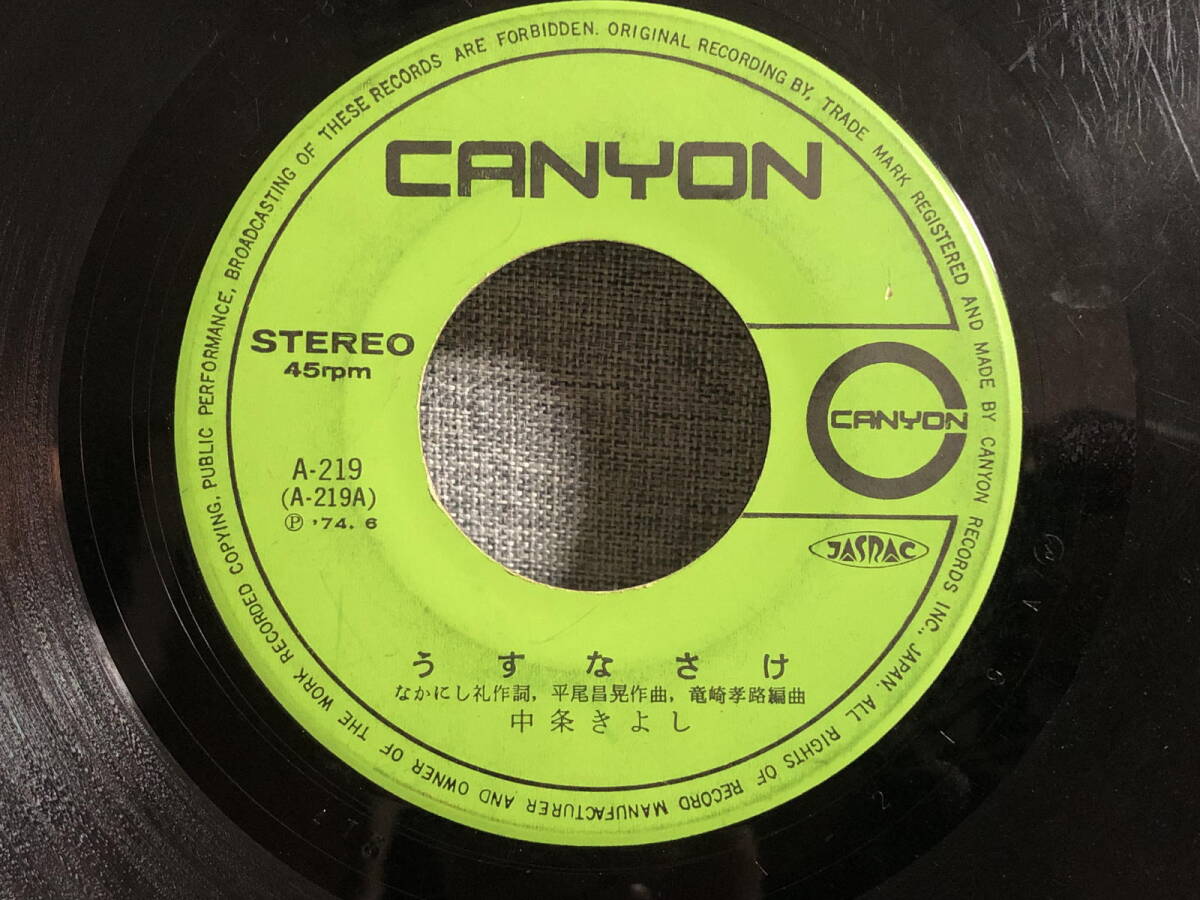 CANYON
STEREO
45rpm
A-219
(A-219A)
Ⓟ '74. 6
CANYON
JASRAC
うすなさけ
なかにし礼作詞, 平尾昌晃作曲, 竜崎孝路編曲
中条きよし
ORIGINAL RECORDING BY, TRADE MARK REGISTERED AND MADE BY CANYON RECORDS INC., JAPAN. ALL RIGHTS OF RECORD MANUFACTURER AND OWNER OF THE WORK RECORDED COPYING, PUBLIC PERFORMANCE, BROADCASTING OF THESE RECORDS ARE FORBIDDEN.